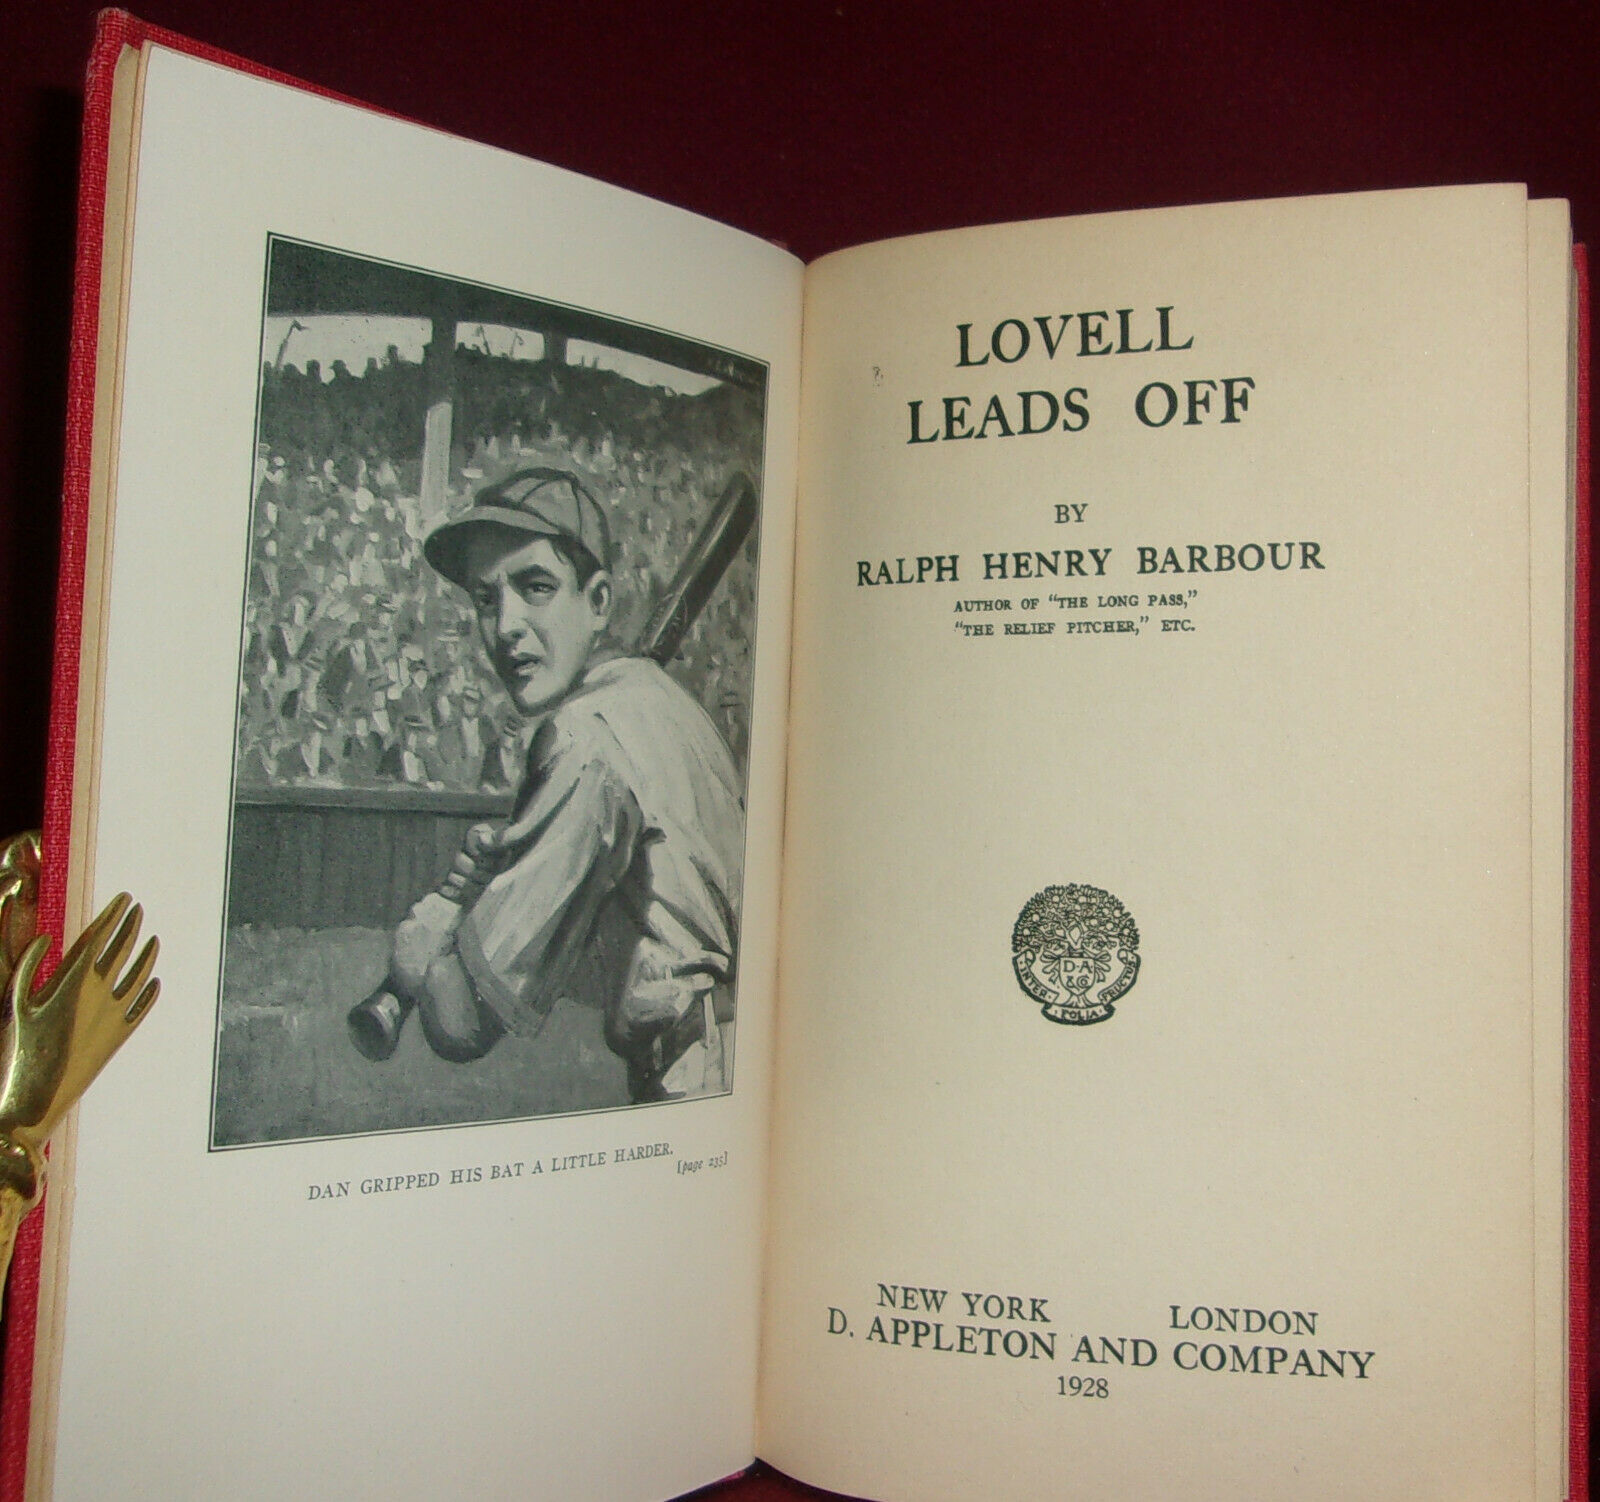 DAN GRIPPED HIS BAT A LITTLE HARDER.
[page 235]
LOVELL
LEADS OFF
BY
RALPH HENRY BARBOUR
AUTHOR OF "THE LONG PASS,"
"THE RELIEF PITCHER," ETC.
D·A
& Co
INTER · FOLIA · FRUCTUS
NEW YORK LONDON
D. APPLETON AND COMPANY
1928